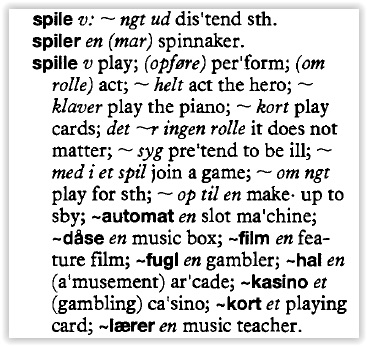 spile v: ~ ngt ud dis'tend sth.
spiler en (mar) spinnaker.
spille v play; (opføre) per'form; (om
rolle) act; ~ helt act the hero; ~
klaver play the piano; ~ kort play
cards; det ~r ingen rolle it does not
matter; ~ syg pre'tend to be ill; ~
med i et spil join a game; ~ om ngt
play for sth; ~ op til en make· up to
sby; ~automat en slot ma'chine;
~dåse en music box; ~film en fea-
ture film; ~fugl en gambler; ~hal en
(a'musement) ar'cade; ~kasino et
(gambling) ca'sino; ~kort et playing
card; ~lærer en music teacher.